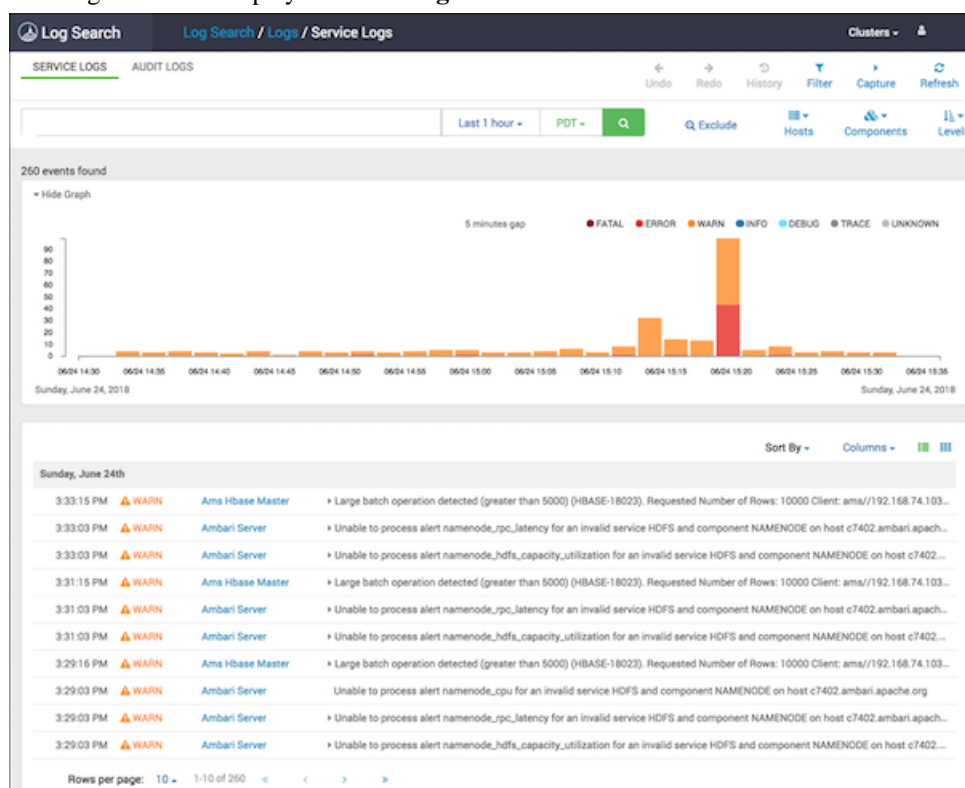 Log Search Log Search / Logs / Service Logs Clusters
SERVICE LOGS AUDIT LOGS
Undo Redo History Filter Capture Refresh
Last 1 hour PDT Exclude Hosts Components Levels
260 events found
Hide Graph
5 minutes gap FATAL ERROR WARN INFO DEBUG TRACE UNKNOWN
90
80
70
60
50
40
30
20
10
0
06/24 14:30 06/24 14:35 06/24 14:40 06/24 14:45 06/24 14:50 06/24 14:55 06/24 15:00 06/24 15:05 06/24 15:10 06/24 15:15 06/24 15:20 06/24 15:25 06/24 15:30 06/24 15:35
Sunday, June 24, 2018 Sunday, June 24, 2018
Sort By Columns
Sunday, June 24th
3:33:15 PM WARN Ams Hbase Master Large batch operation detected (greater than 5000) (HBASE-18023). Requested Number of Rows: 10000 Client: ams//192.168.74.103...
3:33:03 PM WARN Ambari Server Unable to process alert namenode_rpc_latency for an invalid service HDFS and component NAMENODE on host c7402.ambari.apach...
3:33:03 PM WARN Ambari Server Unable to process alert namenode_hdfs_capacity_utilization for an invalid service HDFS and component NAMENODE on host c7402....
3:31:15 PM WARN Ams Hbase Master Large batch operation detected (greater than 5000) (HBASE-18023). Requested Number of Rows: 10000 Client: ams//192.168.74.103...
3:31:03 PM WARN Ambari Server Unable to process alert namenode_rpc_latency for an invalid service HDFS and component NAMENODE on host c7402.ambari.apach...
3:31:03 PM WARN Ambari Server Unable to process alert namenode_hdfs_capacity_utilization for an invalid service HDFS and component NAMENODE on host c7402....
3:29:16 PM WARN Ams Hbase Master Large batch operation detected (greater than 5000) (HBASE-18023). Requested Number of Rows: 10000 Client: ams//192.168.74.103...
3:29:03 PM WARN Ambari Server Unable to process alert namenode_cpu for an invalid service HDFS and component NAMENODE on host c7402.ambari.apache.org
3:29:03 PM WARN Ambari Server Unable to process alert namenode_rpc_latency for an invalid service HDFS and component NAMENODE on host c7402.ambari.apach...
3:29:03 PM WARN Ambari Server Unable to process alert namenode_hdfs_capacity_utilization for an invalid service HDFS and component NAMENODE on host c7402....
Rows per page: 10 1-10 of 260 « ‹ › »